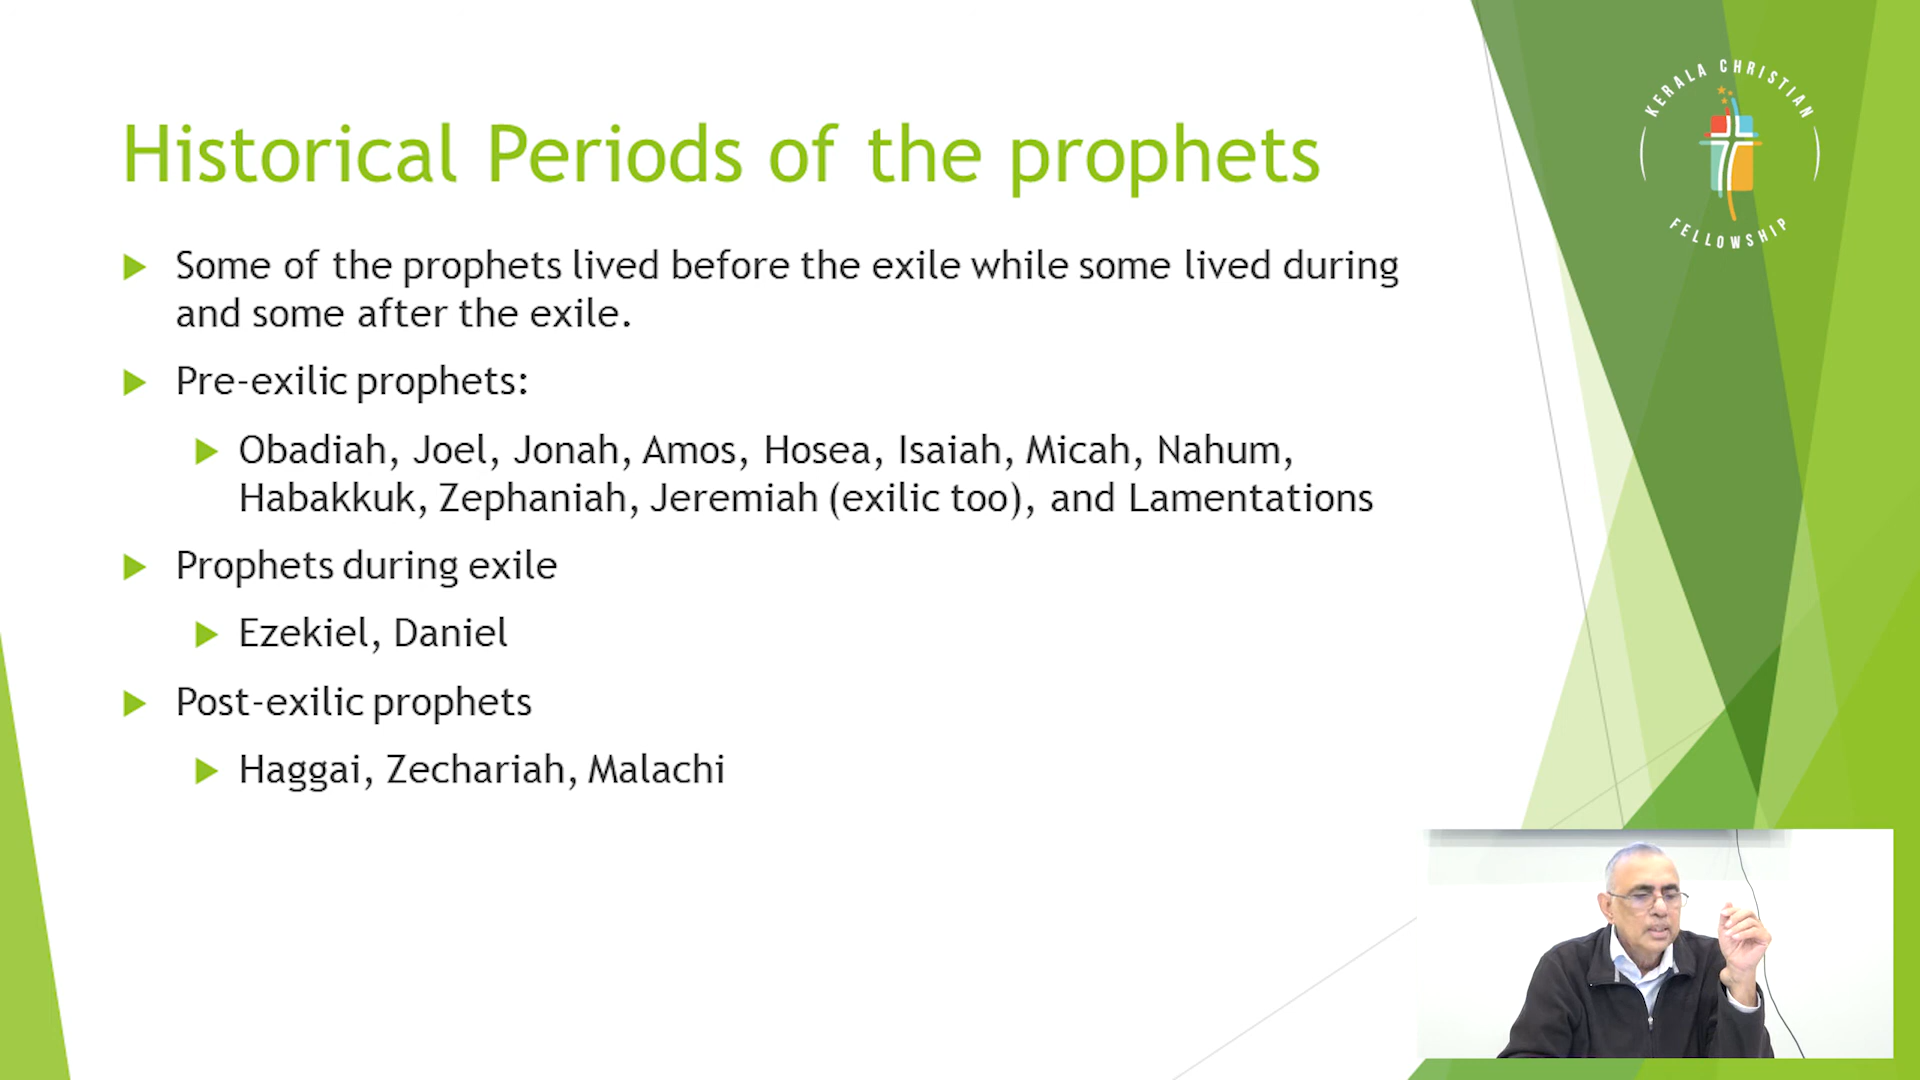 KERALA CHRISTIAN
FELLOWSHIP
Historical Periods of the prophets
Some of the prophets lived before the exile while some lived during
and some after the exile.
Pre-exilic prophets:
Obadiah, Joel, Jonah, Amos, Hosea, Isaiah, Micah, Nahum,
Habakkuk, Zephaniah, Jeremiah (exilic too), and Lamentations
Prophets during exile
Ezekiel, Daniel
Post-exilic prophets
Haggai, Zechariah, Malachi